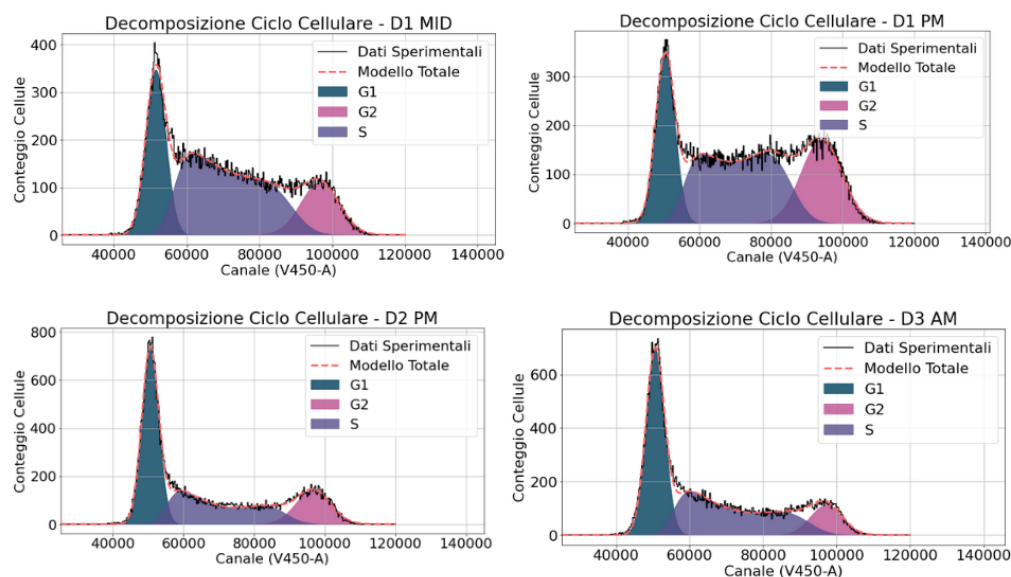 Decomposizione Ciclo Cellulare - D1 MID
400
300
200
100
0
Conteggio Cellule
Dati Sperimentali
Modello Totale
G1
G2
S
40000 60000 80000 100000 120000 140000
Canale (V450-A)
Decomposizione Ciclo Cellulare - D1 PM
300
200
100
0
Conteggio Cellule
Dati Sperimentali
Modello Totale
G1
G2
S
40000 60000 80000 100000 120000 140000
Canale (V450-A)
Decomposizione Ciclo Cellulare - D2 PM
800
600
400
200
0
Conteggio Cellule
Dati Sperimentali
Modello Totale
G1
G2
S
40000 60000 80000 100000 120000 140000
Canale (V450-A)
Decomposizione Ciclo Cellulare - D3 AM
600
400
200
0
Conteggio Cellule
Dati Sperimentali
Modello Totale
G1
G2
S
40000 60000 80000 100000 120000 140000
Canale (V450-A)